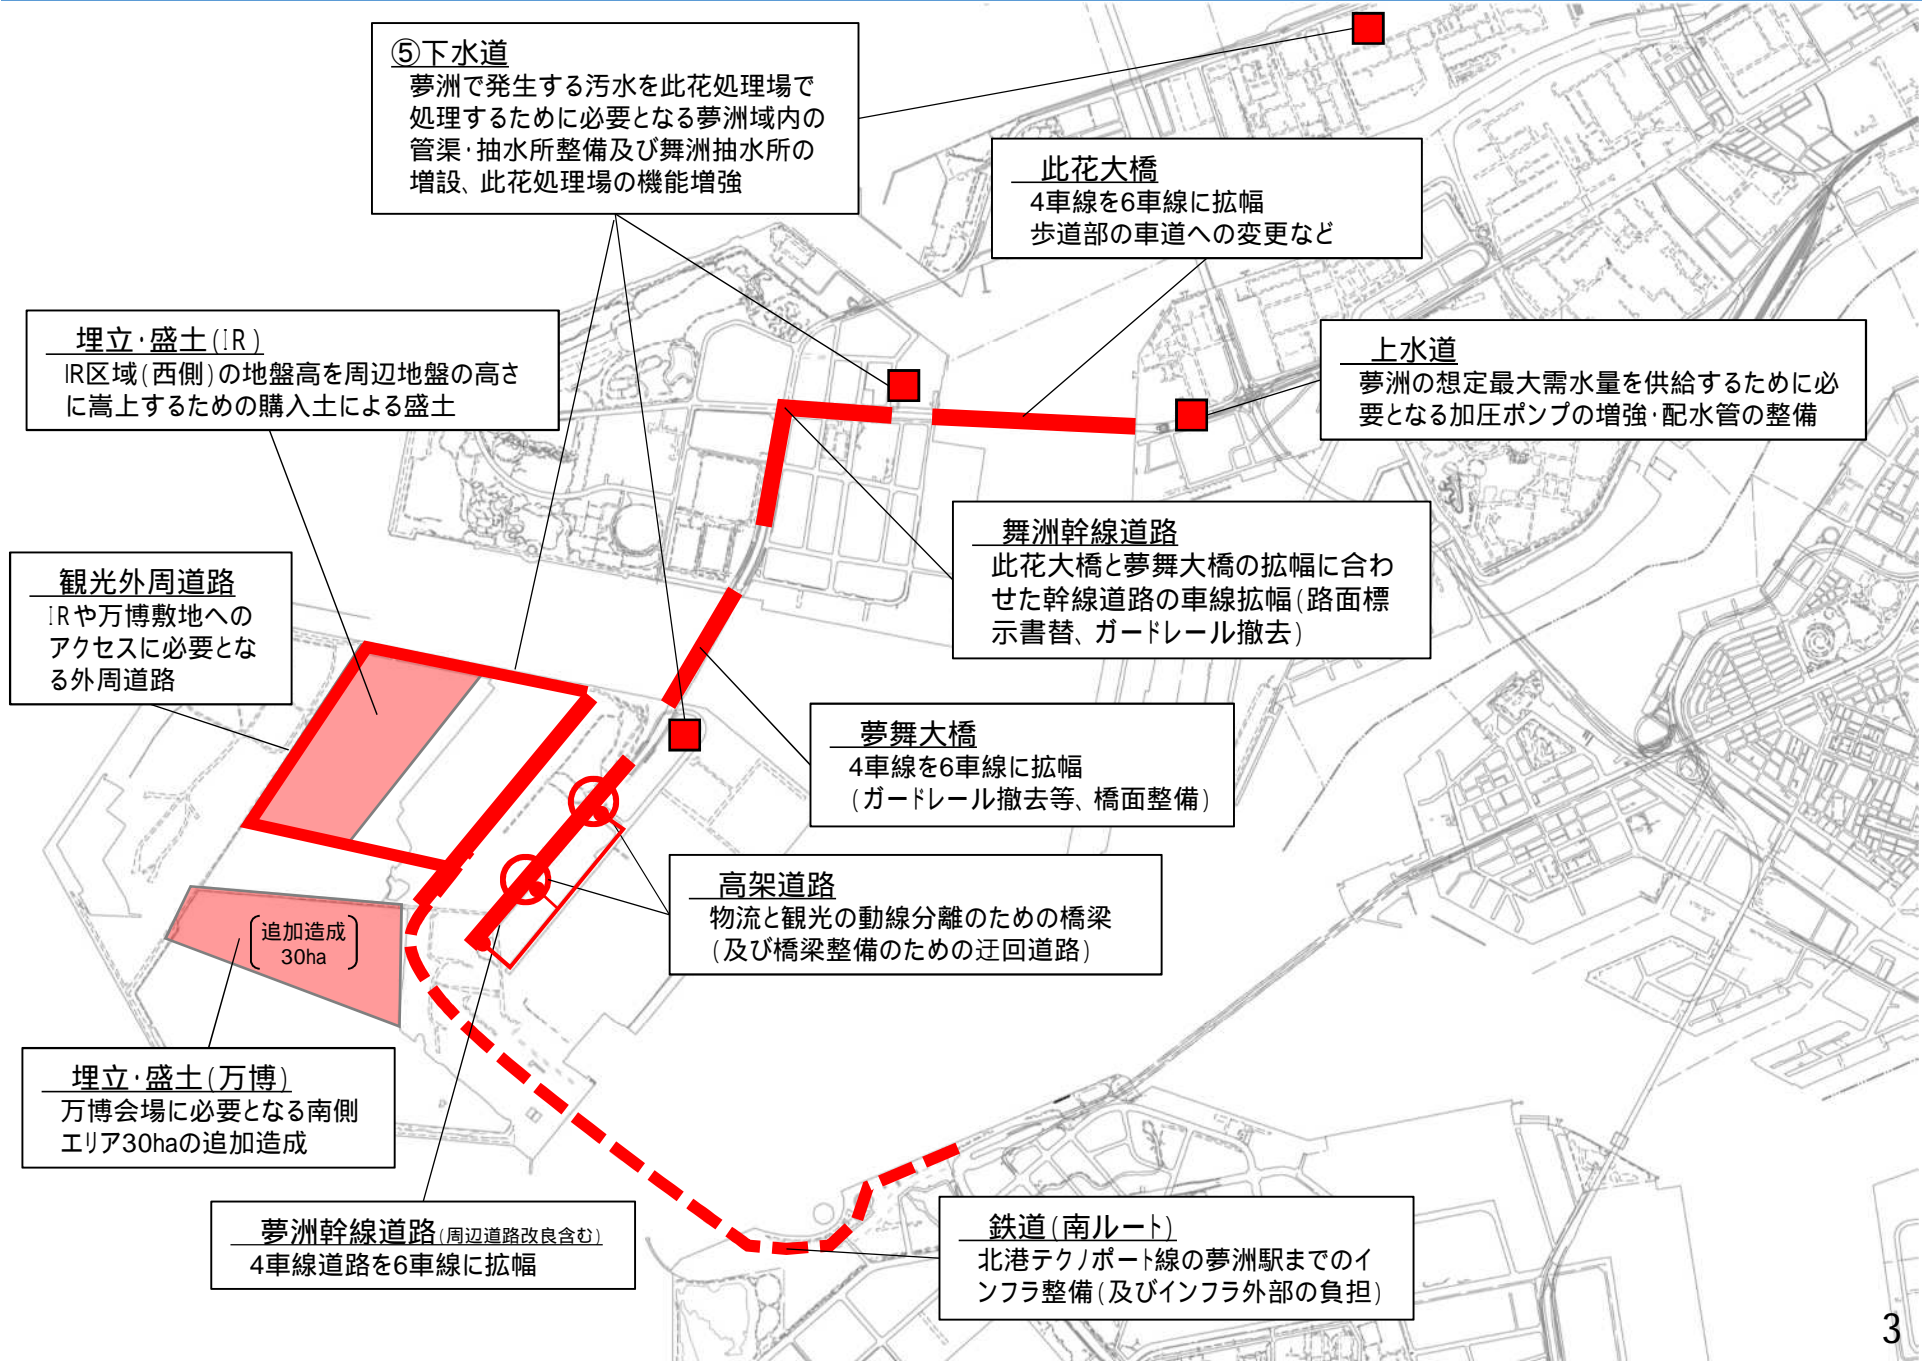 ⑤下水道
夢洲で発生する汚水を此花処理場で
処理するために必要となる夢洲域内の
管渠･抽水所整備及び舞洲抽水所の
増設、此花処理場の機能増強
此花大橋
4車線を6車線に拡幅
歩道部の車道への変更など
埋立･盛土(IR)
IR区域(西側)の地盤高を周辺地盤の高さ
に嵩上するための購入土による盛土
上水道
夢洲の想定最大需水量を供給するために必
要となる加圧ポンプの増強･配水管の整備
舞洲幹線道路
此花大橋と夢舞大橋の拡幅に合わ
せた幹線道路の車線拡幅(路面標
示書替、ガードレール撤去)
観光外周道路
IRや万博敷地への
アクセスに必要とな
る外周道路
夢舞大橋
4車線を6車線に拡幅
(ガードレール撤去等、橋面整備)
高架道路
物流と観光の動線分離のための橋梁
(及び橋梁整備のための迂回道路)
追加造成
30ha
埋立･盛土(万博)
万博会場に必要となる南側
エリア30haの追加造成
夢洲幹線道路(周辺道路改良含む)
4車線道路を6車線に拡幅
鉄道(南ルート)
北港テクノポート線の夢洲駅までのイ
ンフラ整備(及びインフラ外部の負担)
3